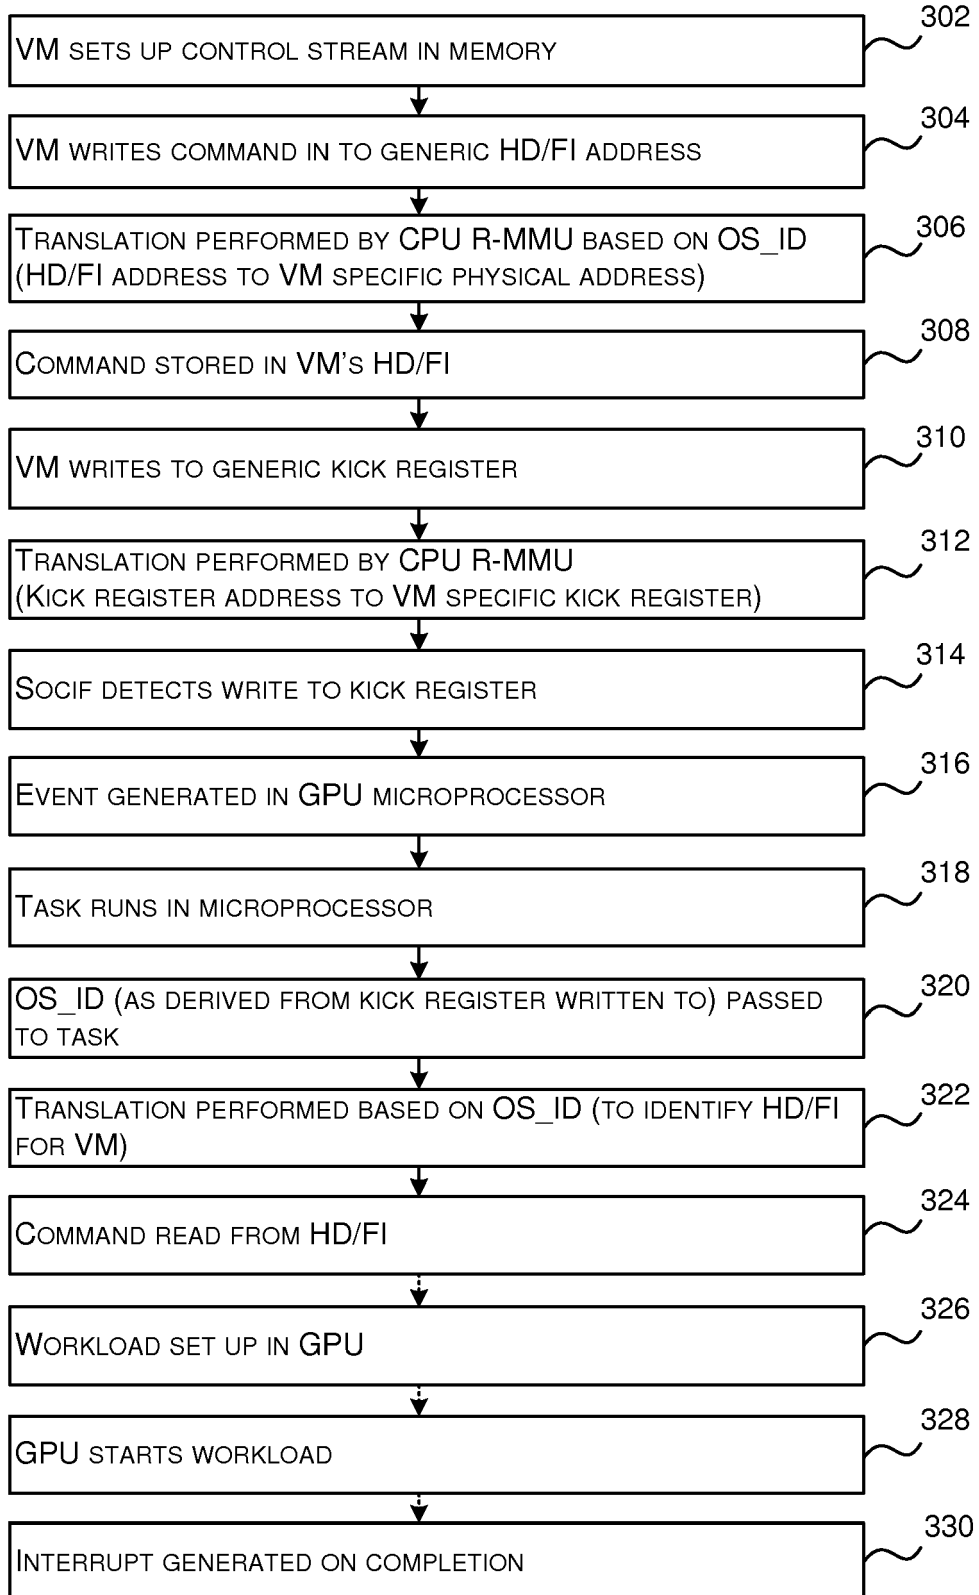 302
VM SETS UP CONTROL STREAM IN MEMORY
304
VM WRITES COMMAND IN TO GENERIC HD/FI ADDRESS
306
TRANSLATION PERFORMED BY CPU R-MMU BASED ON OS_ID
(HD/FI ADDRESS TO VM SPECIFIC PHYSICAL ADDRESS)
308
COMMAND STORED IN VM'S HD/FI
310
VM WRITES TO GENERIC KICK REGISTER
312
TRANSLATION PERFORMED BY CPU R-MMU
(KICK REGISTER ADDRESS TO VM SPECIFIC KICK REGISTER)
314
SOCIF DETECTS WRITE TO KICK REGISTER
316
EVENT GENERATED IN GPU MICROPROCESSOR
318
TASK RUNS IN MICROPROCESSOR
320
OS_ID (AS DERIVED FROM KICK REGISTER WRITTEN TO) PASSED
TO TASK
322
TRANSLATION PERFORMED BASED ON OS_ID (TO IDENTIFY HD/FI
FOR VM)
324
COMMAND READ FROM HD/FI
326
WORKLOAD SET UP IN GPU
328
GPU STARTS WORKLOAD
330
INTERRUPT GENERATED ON COMPLETION